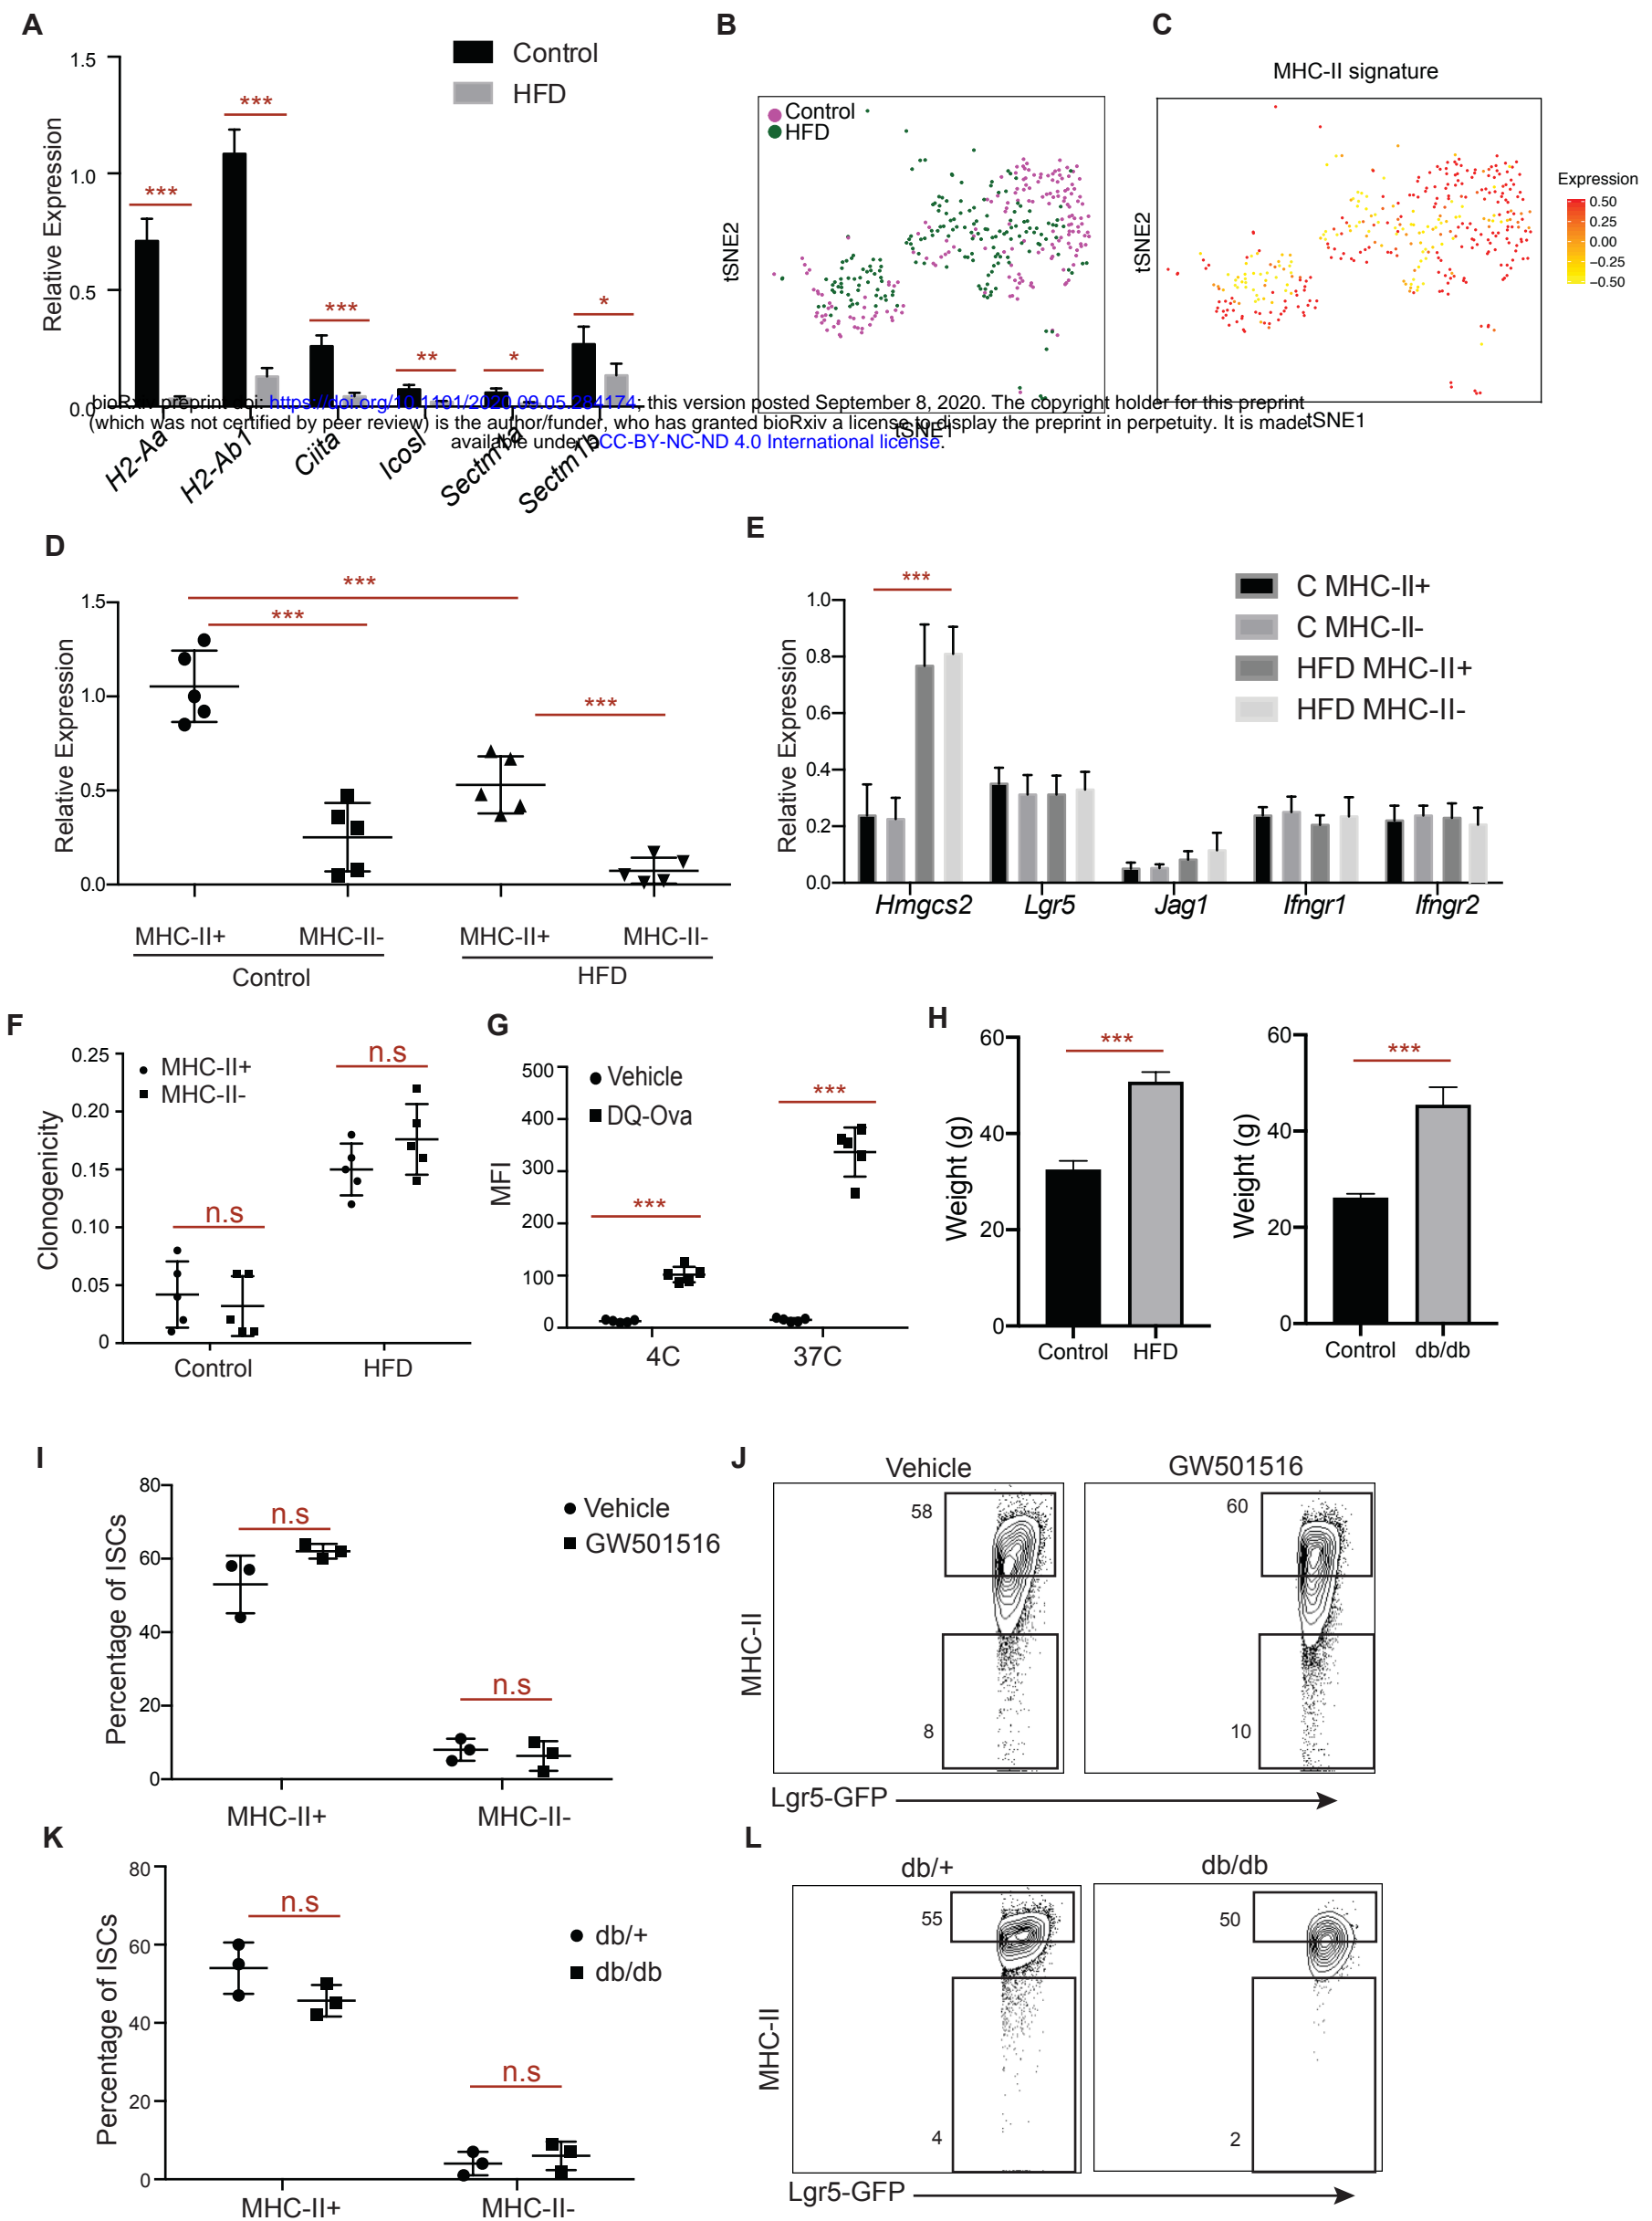 A
Control
HFD
Relative Expression
1.5
1.0
0.5
0.0
***
***
***
**
*
*
H2-Aa
H2-Ab1
Ciita
Icosl
Sectm1a
Sectm1b
B
Control
HFD
tSNE2
tSNE1
C
MHC-II signature
tSNE2
tSNE1
Expression
0.50
0.25
0.00
−0.25
−0.50
bioRxiv preprint doi: https://doi.org/10.1101/2020.09.05.284174; this version posted September 8, 2020. The copyright holder for this preprint
(which was not certified by peer review) is the author/funder, who has granted bioRxiv a license to display the preprint in perpetuity. It is made
available under aCC-BY-NC-ND 4.0 International license.
D
Relative Expression
1.5
1.0
0.5
0.0
***
***
***
MHC-II+
MHC-II-
MHC-II+
MHC-II-
Control
HFD
E
Relative Expression
1.0
0.8
0.6
0.4
0.2
0.0
***
C MHC-II+
C MHC-II-
HFD MHC-II+
HFD MHC-II-
Hmgcs2
Lgr5
Jag1
Ifngr1
Ifngr2
F
Clonogenicity
0.25
0.20
0.15
0.10
0.05
0
MHC-II+
MHC-II-
n.s
n.s
Control
HFD
G
MFI
500
400
300
200
100
0
Vehicle
DQ-Ova
***
***
4C
37C
H
Weight (g)
60
40
20
0
***
Control
HFD
Weight (g)
60
40
20
0
***
Control
db/db
I
Percentage of ISCs
80
60
40
20
0
n.s
n.s
Vehicle
GW501516
MHC-II+
MHC-II-
J
Vehicle
GW501516
58
8
60
10
MHC-II
Lgr5-GFP
K
Percentage of ISCs
80
60
40
20
0
n.s
n.s
db/+
db/db
MHC-II+
MHC-II-
L
db/+
db/db
55
4
50
2
MHC-II
Lgr5-GFP